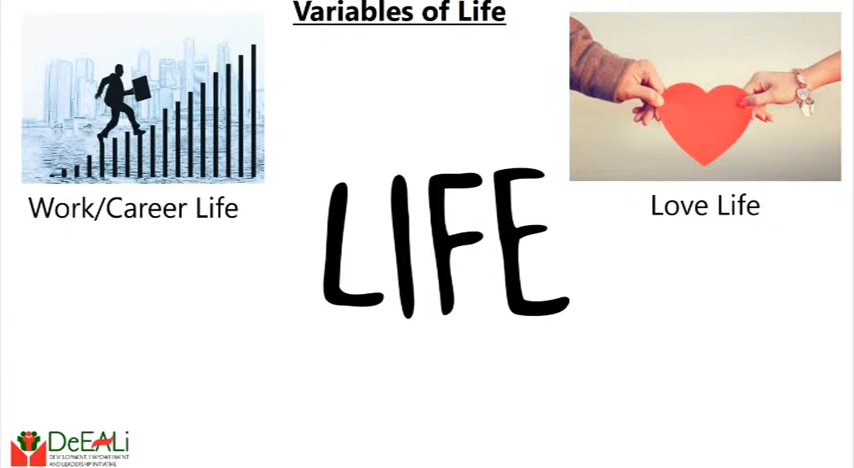 Variables of Life
Work/Career Life
Love Life
LIFE
DeEALi
DEVELOPMENT, EMPOWERMENT
AND LEADERSHIP INITIATIVE